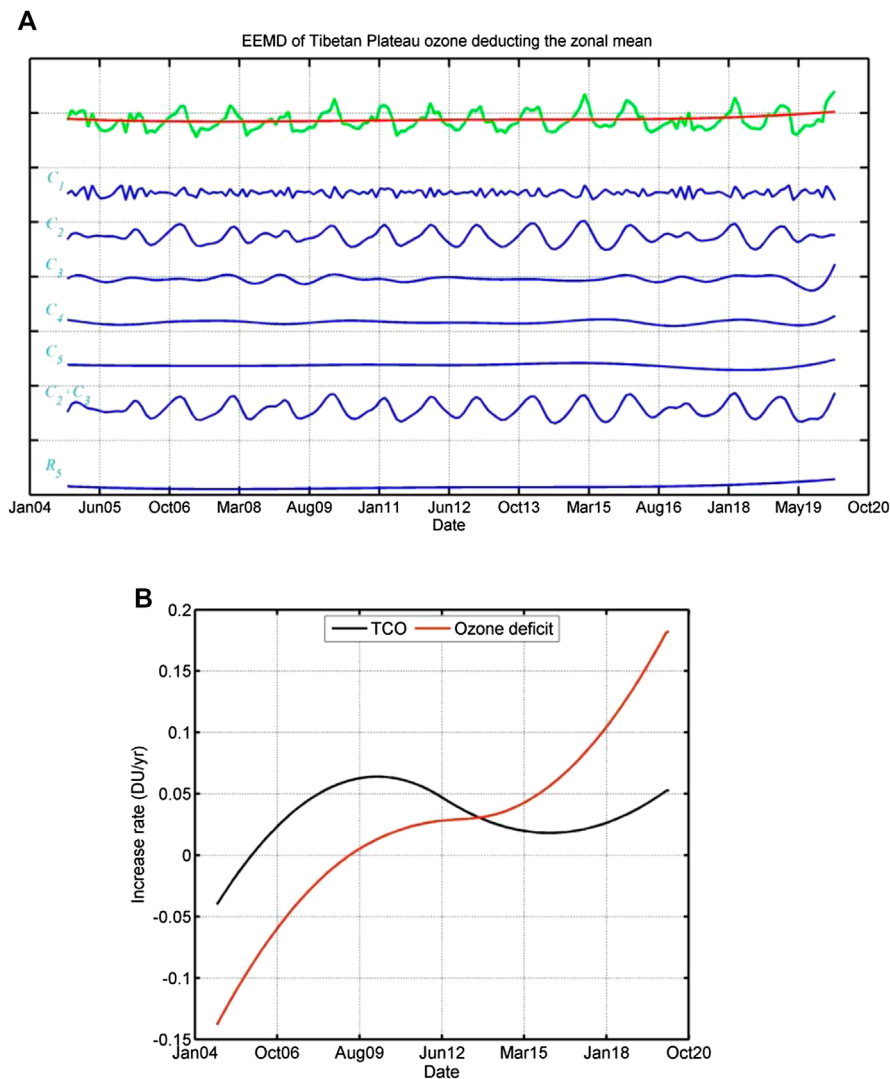 A
EEMD of Tibetan Plateau ozone deducting the zonal mean
C1
C2
C3
C4
C5
C2+C3
R5
Jan04 Jun05 Oct06 Mar08 Aug09 Jan11 Jun12 Oct13 Mar15 Aug16 Jan18 May19 Oct20
Date
B
TCO Ozone deficit
Increase rate (DU/yr)
0.2
0.15
0.1
0.05
0
-0.05
-0.1
-0.15
Jan04 Oct06 Aug09 Jun12 Mar15 Jan18 Oct20
Date